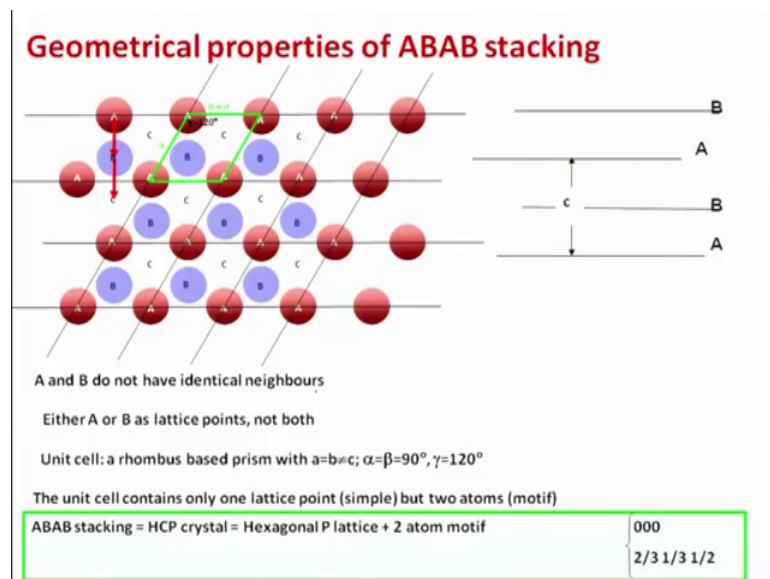 Geometrical properties of ABAB stacking
A A A A
b = a
120°
C C C
a
B B B
A A A A A
C C C
B B B
A A A A
C C C
B B B
A A A A
B
A
c
B
A
A and B do not have identical neighbours
Either A or B as lattice points, not both
Unit cell: a rhombus based prism with a=b≠c; α=β=90°, γ=120°
The unit cell contains only one lattice point (simple) but two atoms (motif)
ABAB stacking = HCP crystal = Hexagonal P lattice + 2 atom motif
000
2/3 1/3 1/2